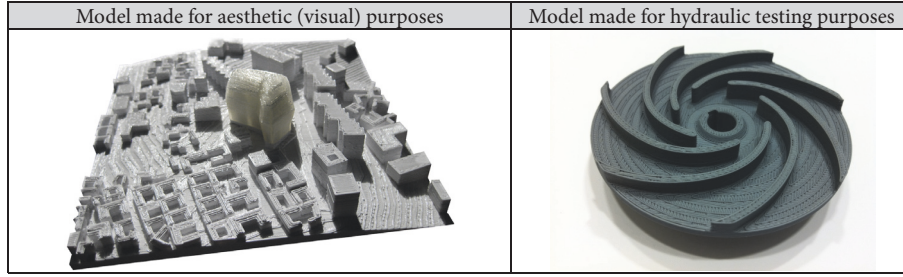 Model made for aesthetic (visual) purposes
Model made for hydraulic testing purposes